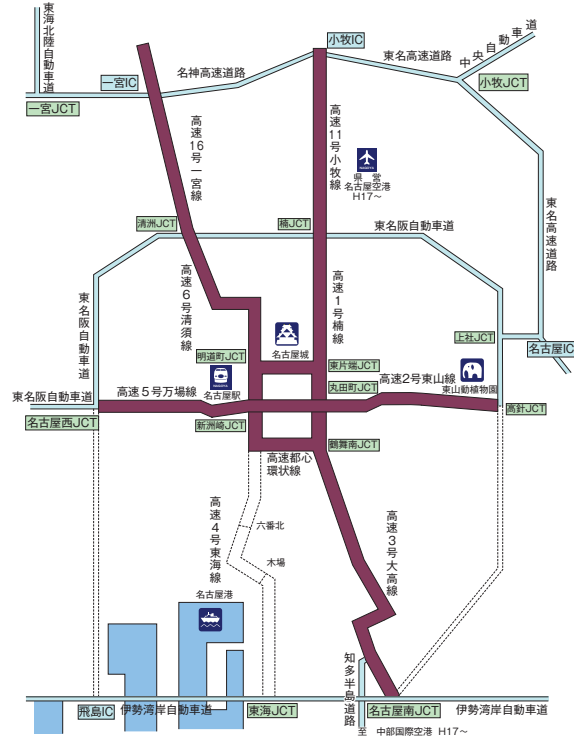 東海北陸自動車道
一宮IC
一宮JCT
名神高速道路
小牧IC
東名高速道路
中央自動車道
小牧JCT
高速16号一宮線
高速11号小牧線
NAGOYA
県営
名古屋空港
H17～
清洲JCT
楠JCT
東名阪自動車道
東名高速道路
東名阪自動車道
高速6号清須線
高速1号楠線
上社JCT
名古屋IC
明道町JCT
名古屋城
東片端JCT
NAGOYA
名古屋駅
丸田町JCT
高速2号東山線
東山動植物園
東名阪自動車道
高速5号万場線
名古屋西JCT
新洲崎JCT
高針JCT
鶴舞南JCT
高速都心
環状線
高速4号東海線
六番北
木場
高速3号大高線
名古屋港
知多半島道路
飛島IC
伊勢湾岸自動車道
東海JCT
名古屋南JCT
伊勢湾岸自動車道
至 中部国際空港 H17～